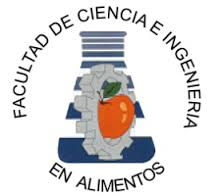 FACULTAD DE CIENCIA E INGENIERIA
EN ALIMENTOS